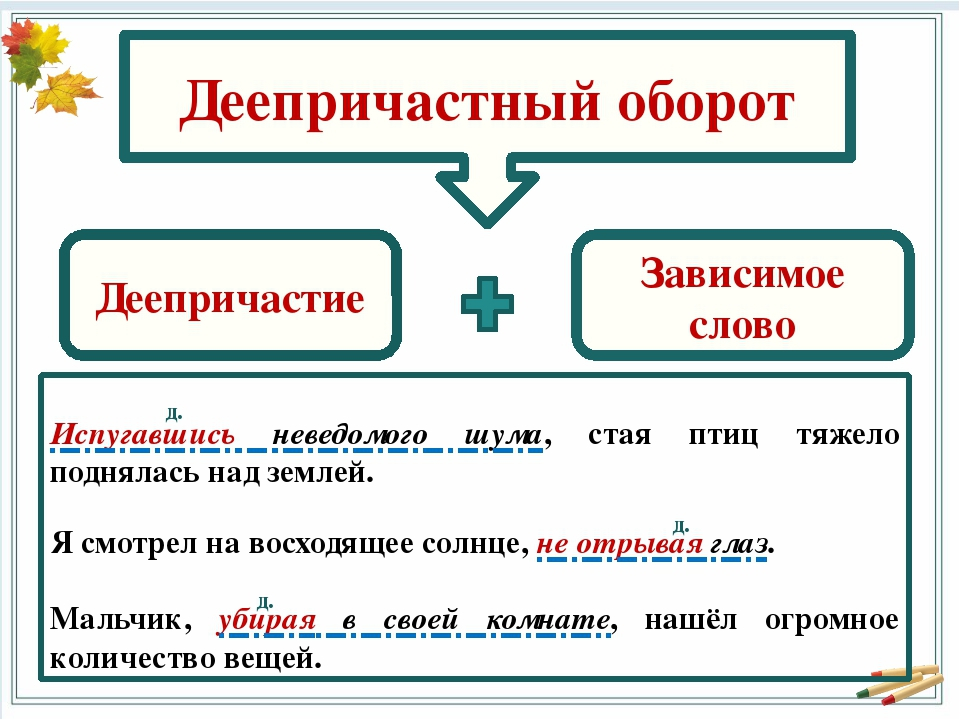 Деепричастный оборот
Деепричастие
Зависимое
слово
д.
Испугавшись неведомого шума, стая птиц тяжело
поднялась над землей.
д.
Я смотрел на восходящее солнце, не отрывая глаз.
д.
Мальчик, убирая в своей комнате, нашёл огромное
количество вещей.